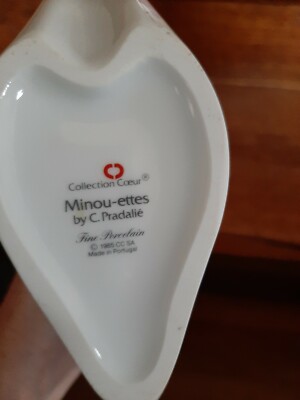 Collection Cœur®
Minou-ettes
by C. Pradalié
Fine Porcelain
© 1985 CC SA
Made in Portugal